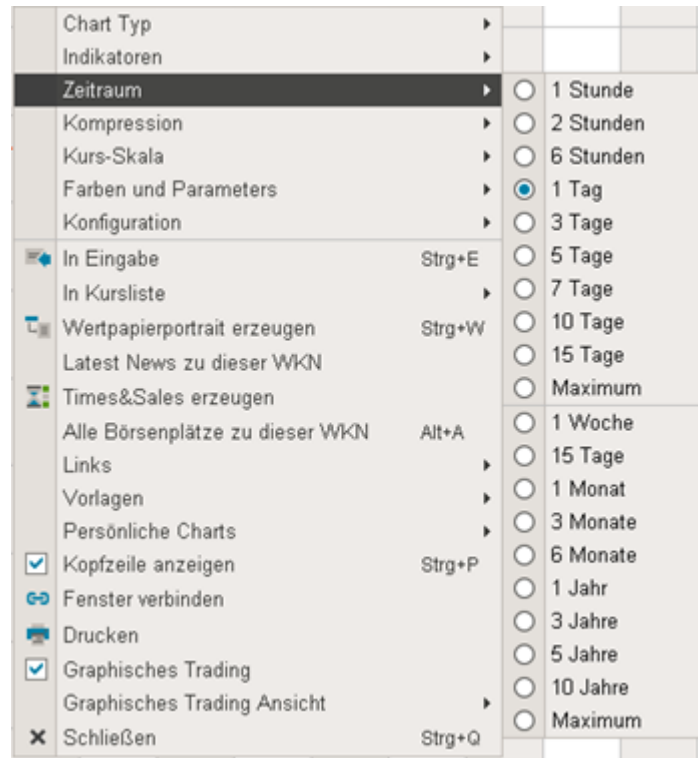 Chart Typ
Indikatoren
Zeitraum
Kompression
Kurs-Skala
Farben und Parameters
Konfiguration
In Eingabe Strg+E
In Kursliste
Wertpapierportrait erzeugen Strg+W
Latest News zu dieser WKN
Times&Sales erzeugen
Alle Börsenplätze zu dieser WKN Alt+A
Links
Vorlagen
Persönliche Charts
Kopfzeile anzeigen Strg+P
Fenster verbinden
Drucken
Graphisches Trading
Graphisches Trading Ansicht
Schließen Strg+Q
1 Stunde
2 Stunden
6 Stunden
1 Tag
3 Tage
5 Tage
7 Tage
10 Tage
15 Tage
Maximum
1 Woche
15 Tage
1 Monat
3 Monate
6 Monate
1 Jahr
3 Jahre
5 Jahre
10 Jahre
Maximum